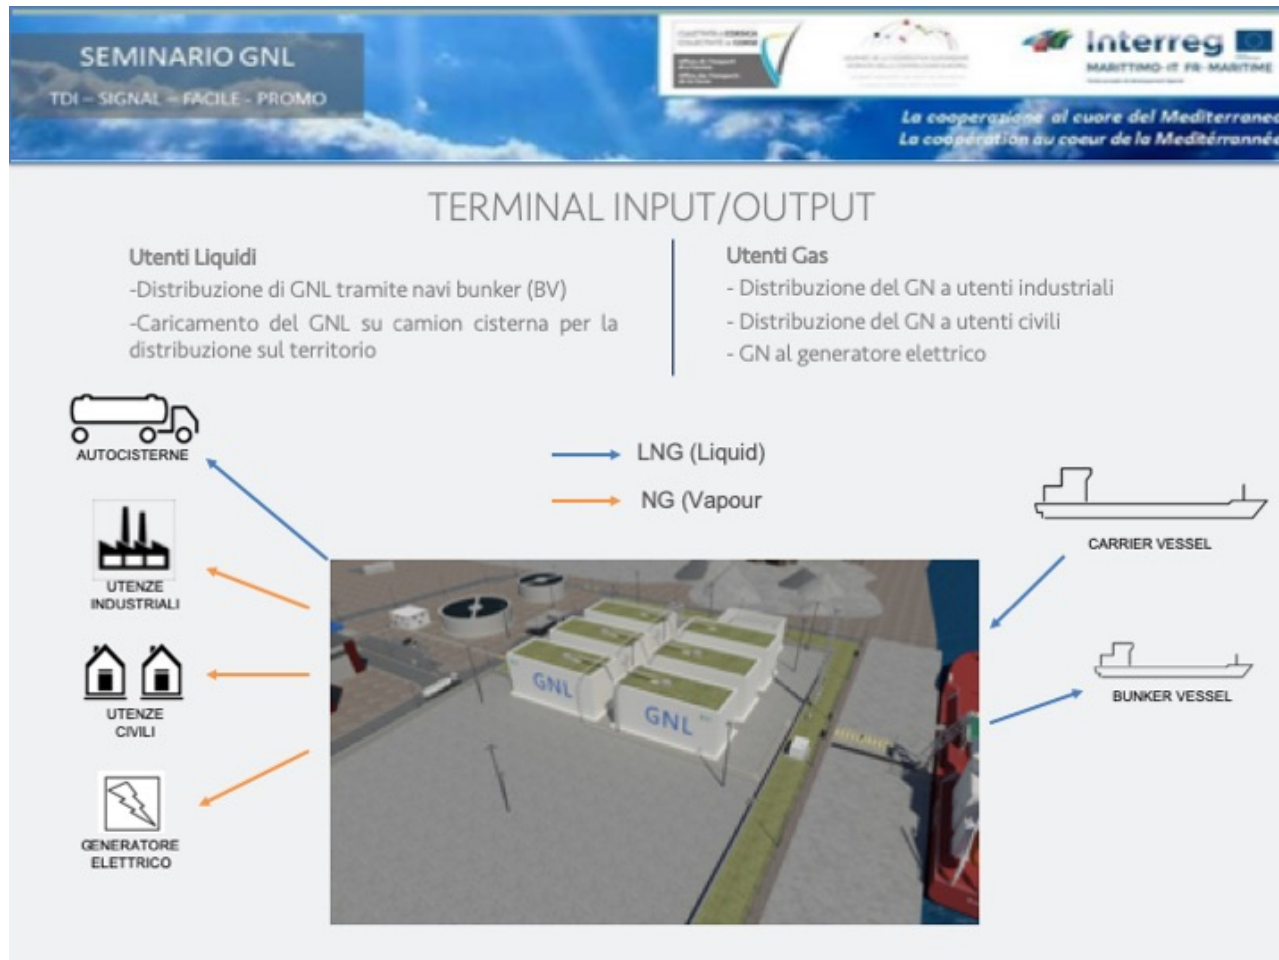 SEMINARIO GNL
TDI – SIGNAL – FACILE - PROMO
Interreg
MARITTIMO-IT FR-MARITIME
La cooperazione al cuore del Mediterraneo
La coopération au coeur de la Méditérrannée
TERMINAL INPUT/OUTPUT
Utenti Liquidi
-Distribuzione di GNL tramite navi bunker (BV)
-Caricamento del GNL su camion cisterna per la
distribuzione sul territorio
Utenti Gas
- Distribuzione del GN a utenti industriali
- Distribuzione del GN a utenti civili
- GN al generatore elettrico
AUTOCISTERNE
LNG (Liquid)
NG (Vapour
UTENZE
INDUSTRIALI
UTENZE
CIVILI
GENERATORE
ELETTRICO
CARRIER VESSEL
BUNKER VESSEL
GNL
GNL